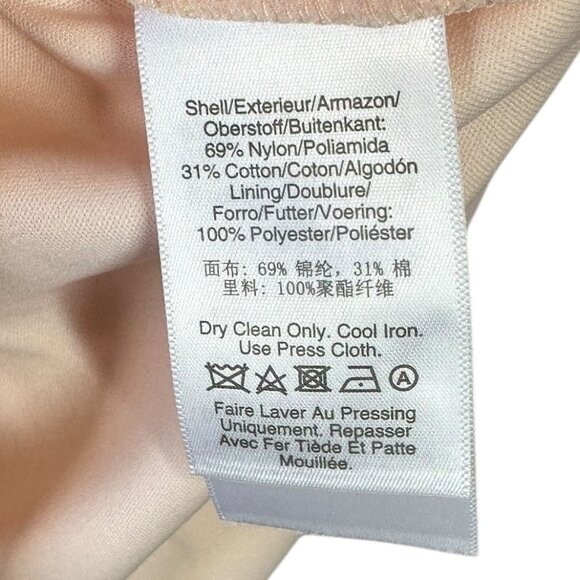 Shell/Exterieur/Armazon/
Oberstoff/Buitenkant:
69% Nylon/Poliamida
31% Cotton/Coton/Algodón
Lining/Doublure/
Forro/Futter/Voering:
100% Polyester/Poliéster
面布: 69% 锦纶, 31% 棉
里料: 100%聚酯纤维
Dry Clean Only. Cool Iron.
Use Press Cloth.
A
Faire Laver Au Pressing
Uniquement. Repasser
Avec Fer Tiède Et Patte
Mouillée.